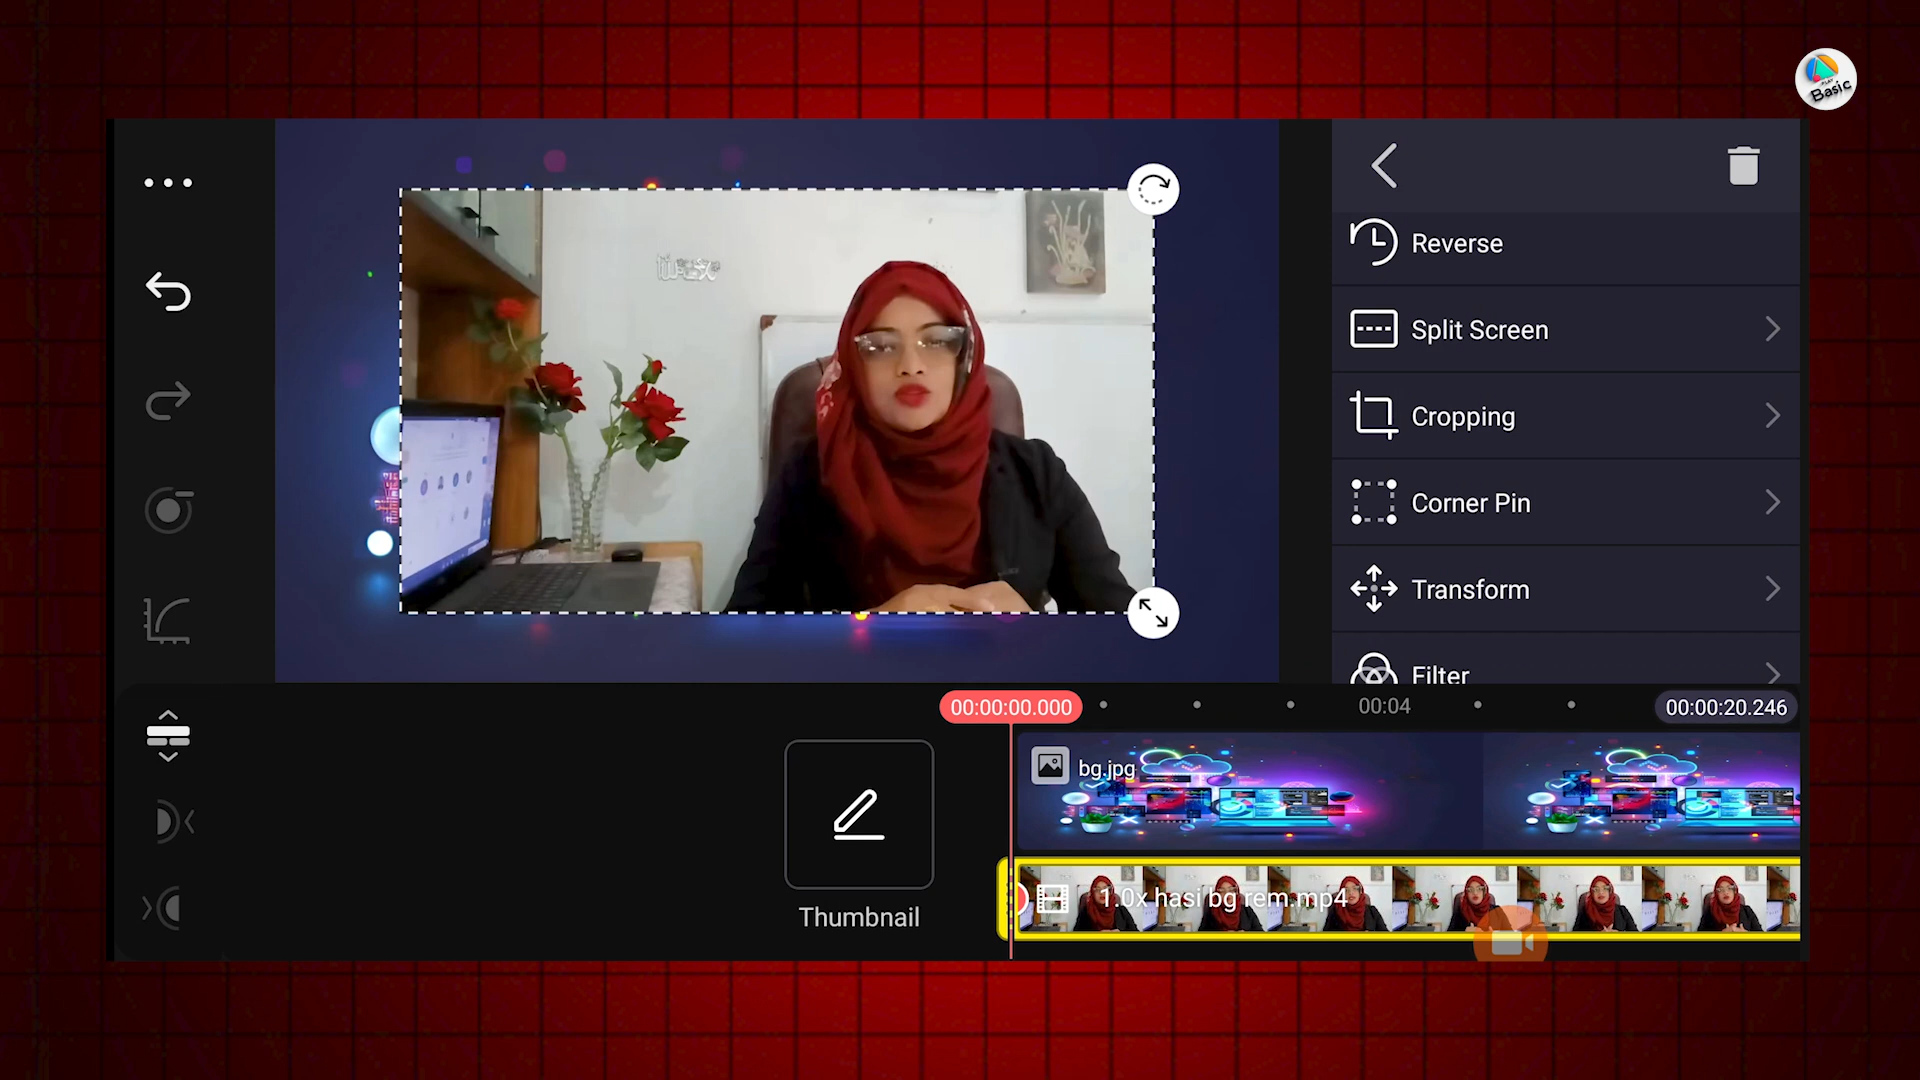 Basic
Reverse
Split Screen
Cropping
Corner Pin
Transform
Filter
00:00:00.000
00:04
00:00:20.246
bg.jpg
Thumbnail
1.0x hasi bg rem.mp4